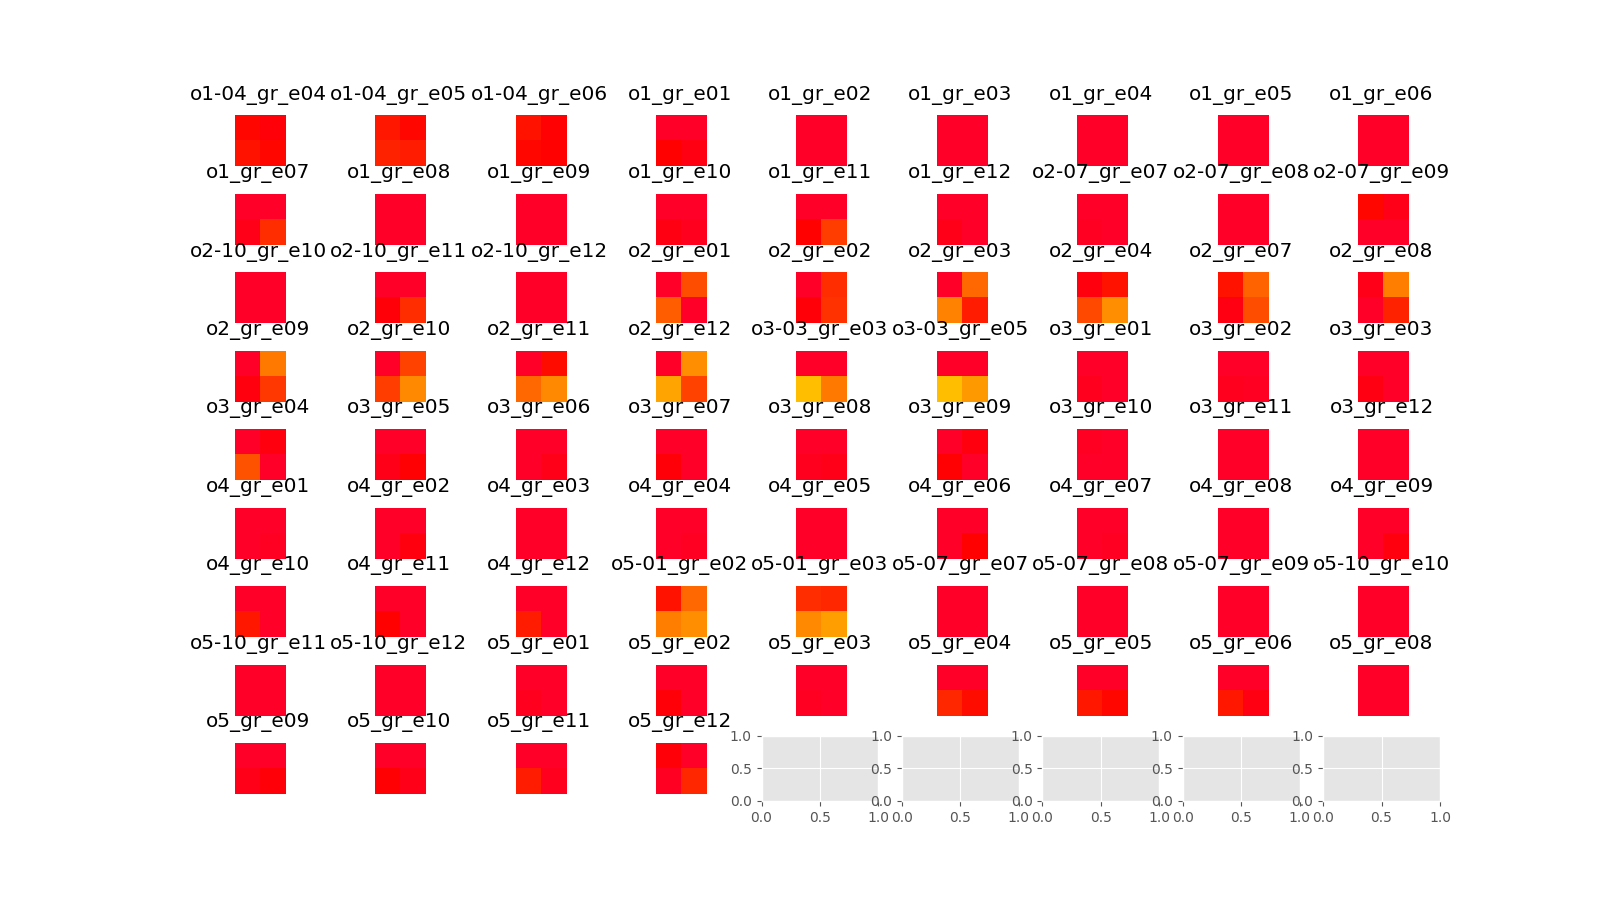 o1-04_gr_e04 o1-04_gr_e05 o1-04_gr_e06 o1_gr_e01 o1_gr_e02 o1_gr_e03 o1_gr_e04 o1_gr_e05 o1_gr_e06
o1_gr_e07 o1_gr_e08 o1_gr_e09 o1_gr_e10 o1_gr_e11 o1_gr_e12 o2-07_gr_e07 o2-07_gr_e08 o2-07_gr_e09
o2-10_gr_e10 o2-10_gr_e11 o2-10_gr_e12 o2_gr_e01 o2_gr_e02 o2_gr_e03 o2_gr_e04 o2_gr_e07 o2_gr_e08
o2_gr_e09 o2_gr_e10 o2_gr_e11 o2_gr_e12 o3-03_gr_e03 o3-03_gr_e05 o3_gr_e01 o3_gr_e02 o3_gr_e03
o3_gr_e04 o3_gr_e05 o3_gr_e06 o3_gr_e07 o3_gr_e08 o3_gr_e09 o3_gr_e10 o3_gr_e11 o3_gr_e12
o4_gr_e01 o4_gr_e02 o4_gr_e03 o4_gr_e04 o4_gr_e05 o4_gr_e06 o4_gr_e07 o4_gr_e08 o4_gr_e09
o4_gr_e10 o4_gr_e11 o4_gr_e12 o5-01_gr_e02 o5-01_gr_e03 o5-07_gr_e07 o5-07_gr_e08 o5-07_gr_e09 o5-10_gr_e10
o5-10_gr_e11 o5-10_gr_e12 o5_gr_e01 o5_gr_e02 o5_gr_e03 o5_gr_e04 o5_gr_e05 o5_gr_e06 o5_gr_e08
o5_gr_e09 o5_gr_e10 o5_gr_e11 o5_gr_e12
1.0 1.0 1.0 1.0 1.0
0.5 0.5 0.5 0.5 0.5
0.0 0.0 0.0 0.0 0.0
0.0 0.5 1.0 0.0 0.5 1.0 0.0 0.5 1.0 0.0 0.5 1.0 0.0 0.5 1.0